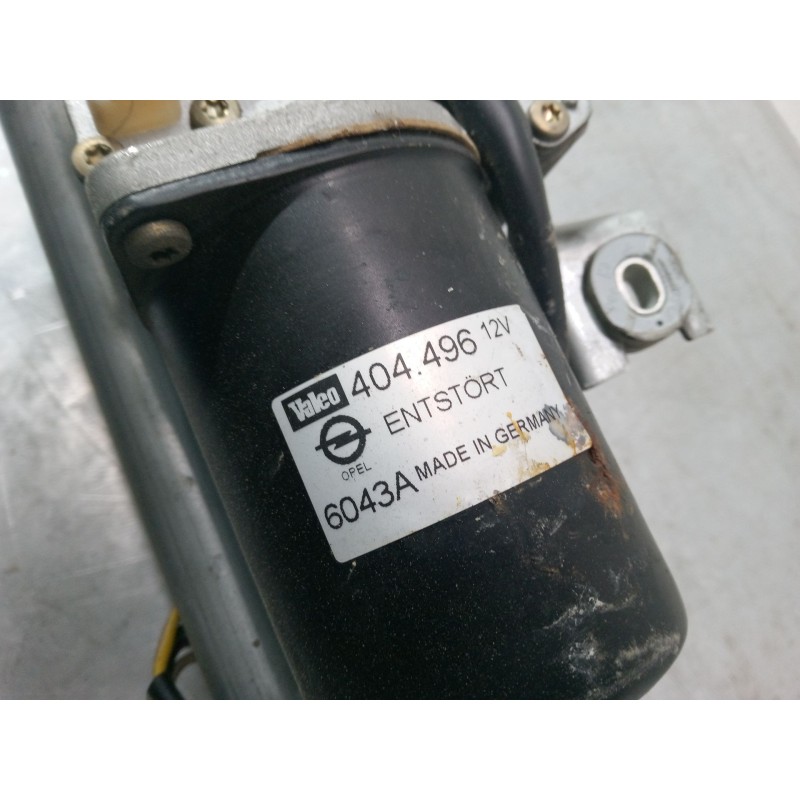 Valeo 404.496 12V
ENTSTÖRT
OPEL
6043A MADE IN GERMANY